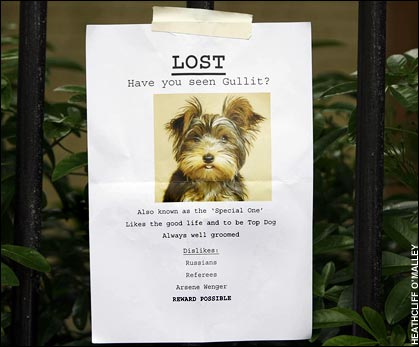 LOST
Have you seen Gullit?
Also known as the 'Special One'
Likes the good life and to be Top Dog
Always well groomed
Dislikes:
Russians
Referees
Arsene Wenger
REWARD POSSIBLE
HEATHCLIFF O'MALLEY